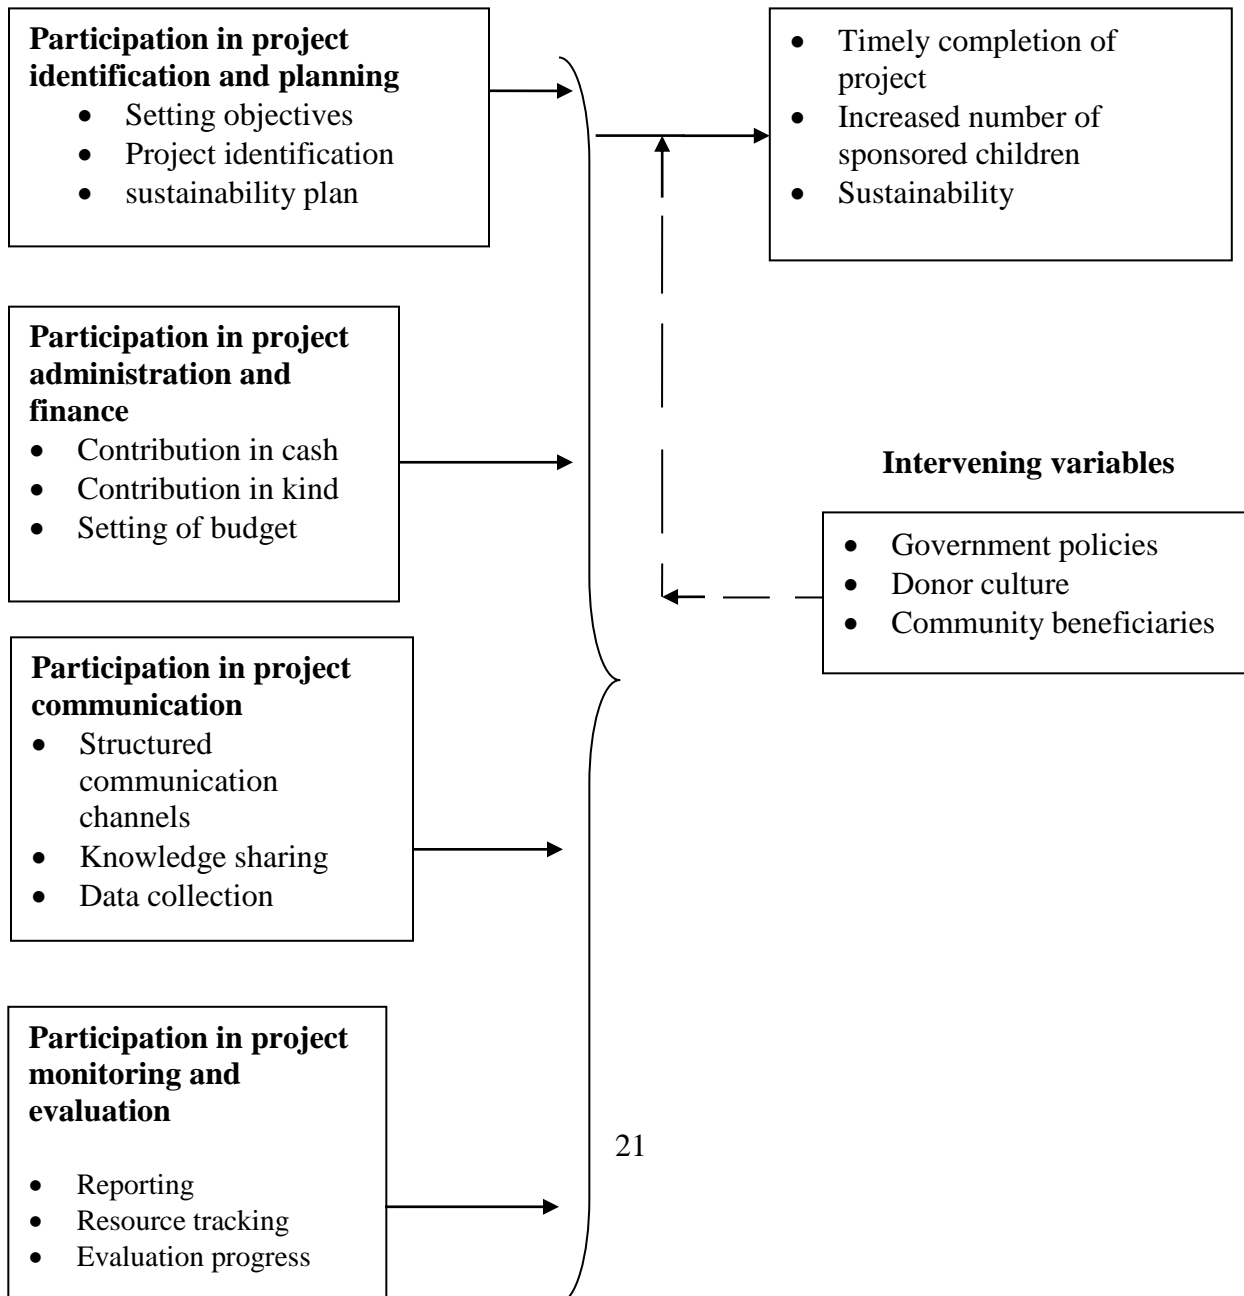 Participation in project
identification and planning
• Setting objectives
• Project identification
• sustainability plan
• Timely completion of
project
• Increased number of
sponsored children
• Sustainability
Participation in project
administration and
finance
• Contribution in cash
• Contribution in kind
• Setting of budget
Intervening variables
• Government policies
• Donor culture
• Community beneficiaries
Participation in project
communication
• Structured
communication
channels
• Knowledge sharing
• Data collection
Participation in project
monitoring and
evaluation
• Reporting
• Resource tracking
• Evaluation progress
21